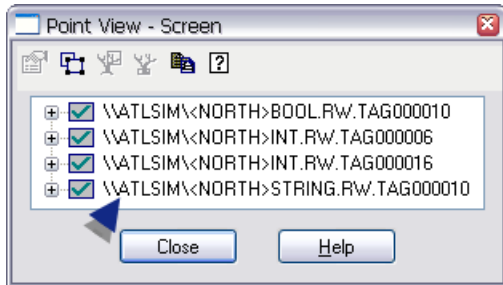 Point View - Screen
\\ATLSIM\<NORTH>BOOL.RW.TAG000010
\\ATLSIM\<NORTH>INT.RW.TAG000006
\\ATLSIM\<NORTH>INT.RW.TAG000016
\\ATLSIM\<NORTH>STRING.RW.TAG000010
Close Help